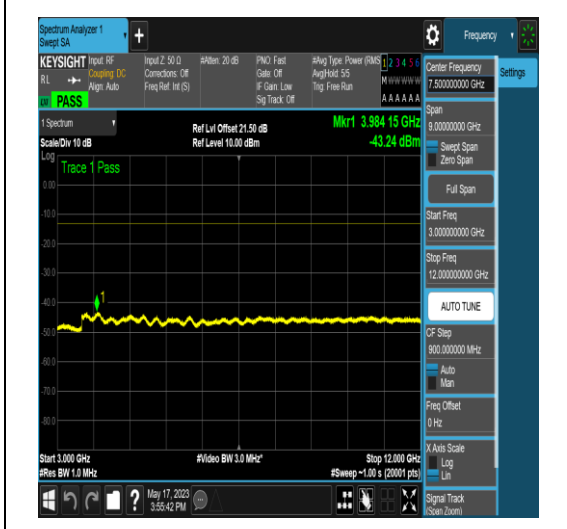 Spectrum Analyzer 1
Swept SA
+
Frequency
KEYSIGHT
RL
PASS
Input: RF
Coupling: DC
Align: Auto
Input Z: 50 Ω
Corrections: Off
Freq Ref: Int (S)
#Atten: 20 dB
PNO: Fast
Gate: Off
IF Gain: Low
Sig Track: Off
#Avg Type: Power (RMS
Avg|Hold: 5/5
Trig: Free Run
1 2 3 4 5 6
M W W W W W
A A A A A A
1 Spectrum
Scale/Div 10 dB
Ref Lvl Offset 21.50 dB
Ref Level 10.00 dBm
Mkr1 3.984 15 GHz
-43.24 dBm
Log
Trace 1 Pass
0.00
-10.0
-20.0
-30.0
-40.0
-50.0
-60.0
-70.0
-80.0
1
Start 3.000 GHz
#Res BW 1.0 MHz
#Video BW 3.0 MHz*
Stop 12.000 GHz
#Sweep ~1.00 s (20001 pts)
?
May 17, 2023
3:55:42 PM
Center Frequency
7.500000000 GHz
Settings
Span
9.00000000 GHz
Swept Span
Zero Span
Full Span
Start Freq
3.000000000 GHz
Stop Freq
12.000000000 GHz
AUTO TUNE
CF Step
900.000000 MHz
Auto
Man
Freq Offset
0 Hz
X Axis Scale
Log
Lin
Signal Track
(Span Zoom)